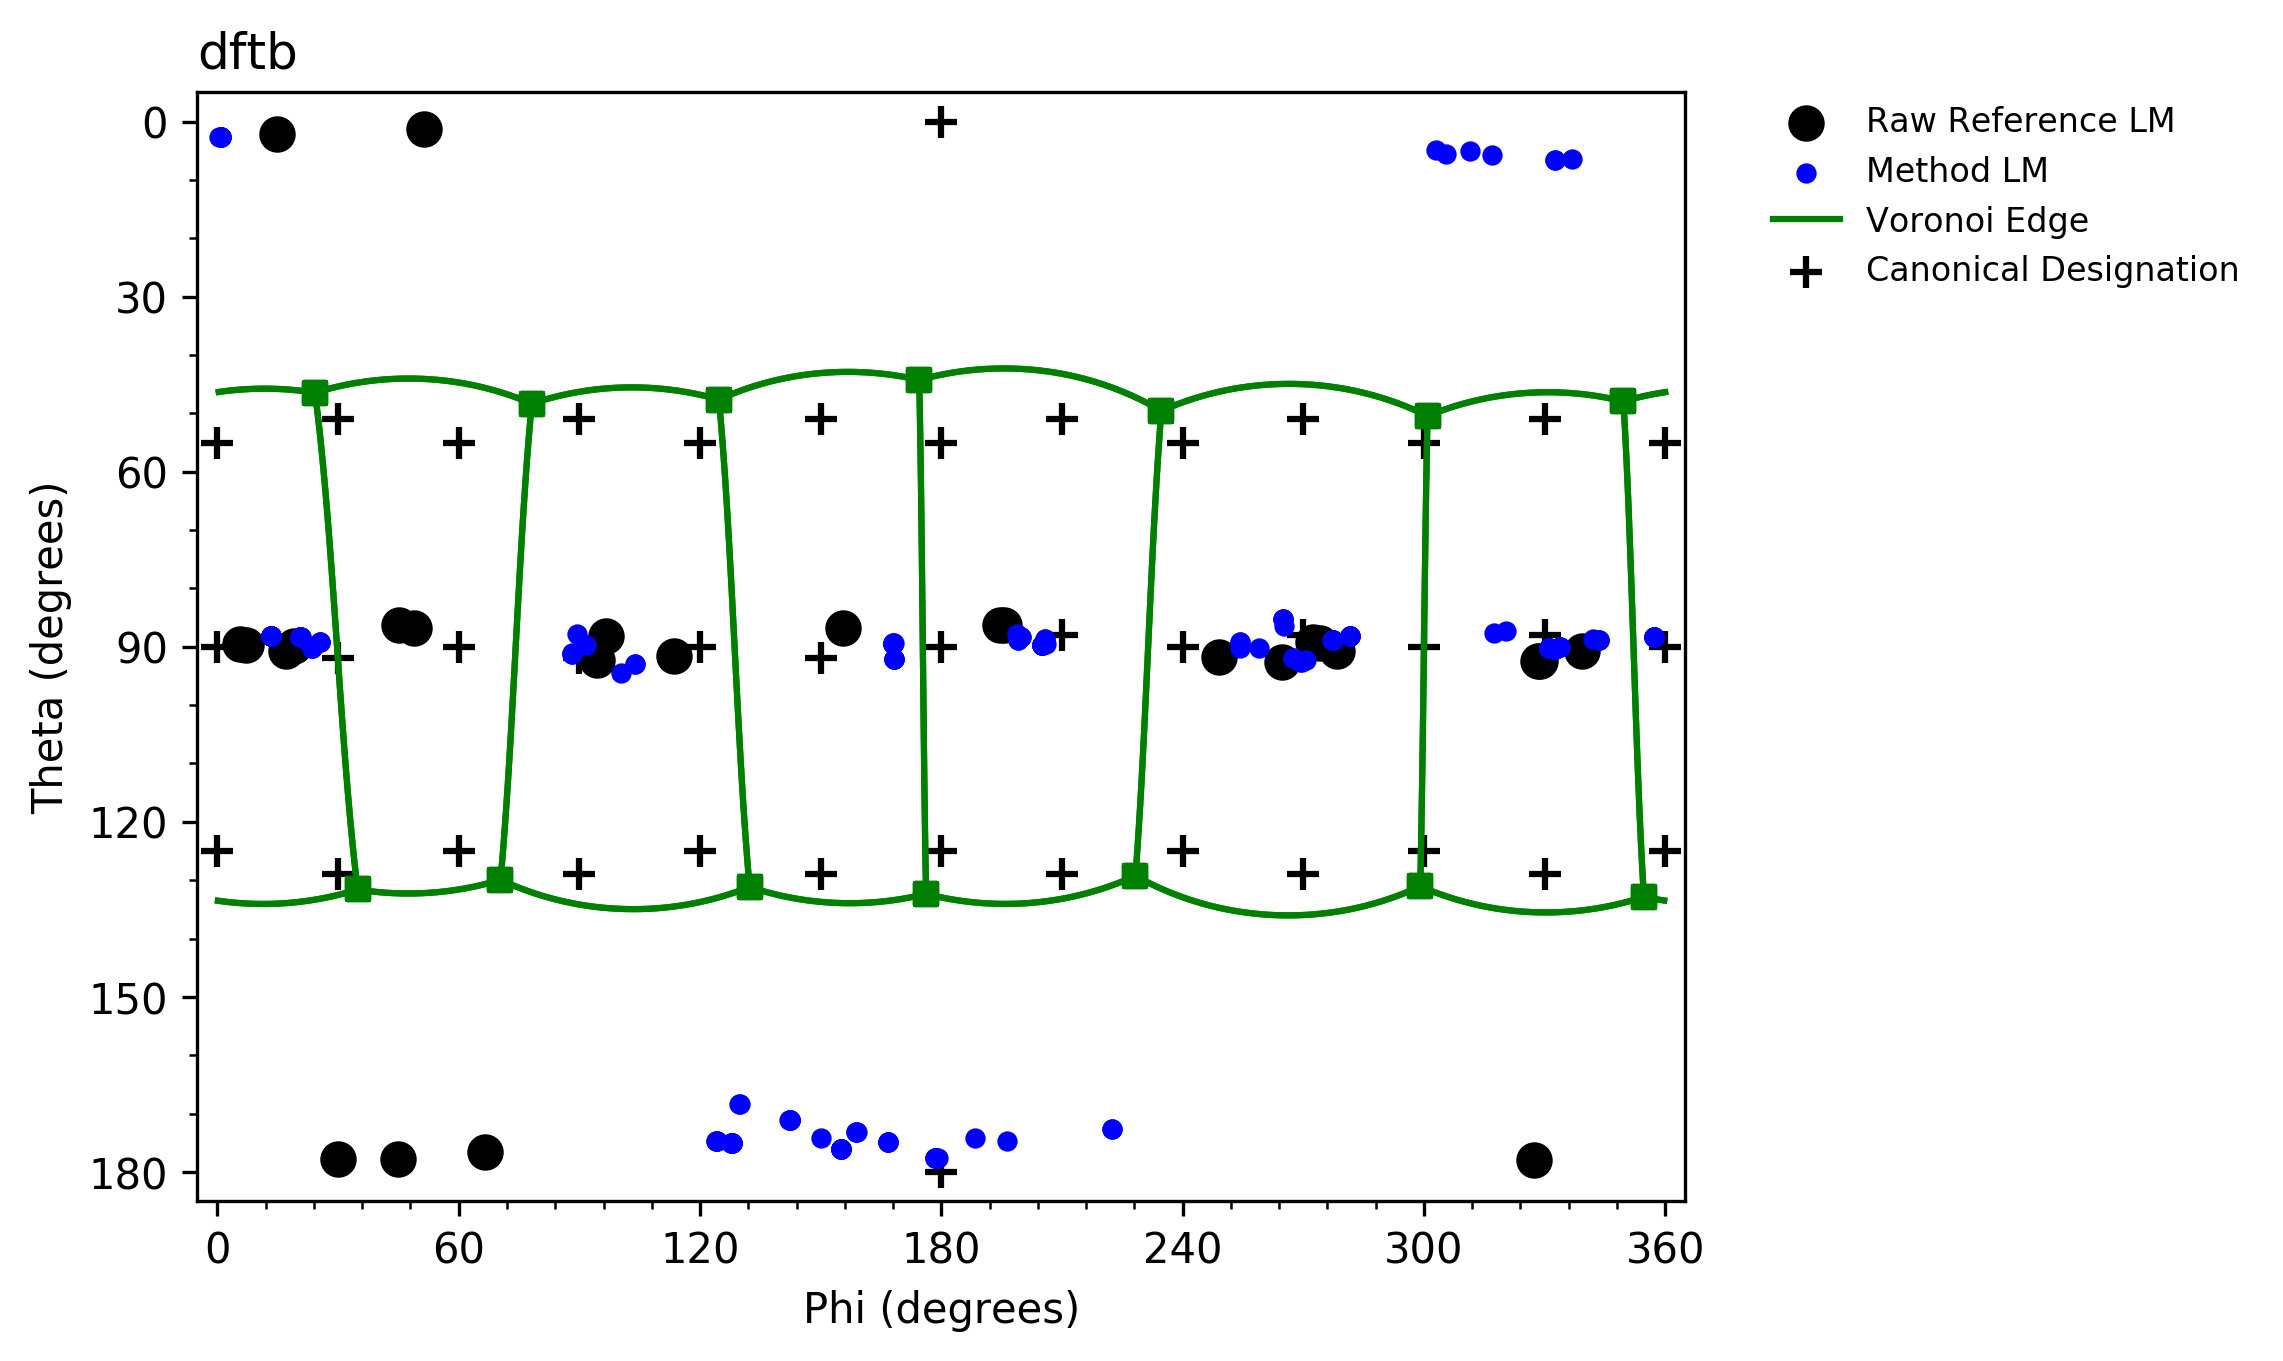 dftb
Raw Reference LM
Method LM
Voronoi Edge
Canonical Designation
0
30
60
90
120
150
180
Theta (degrees)
0 60 120 180 240 300 360
Phi (degrees)